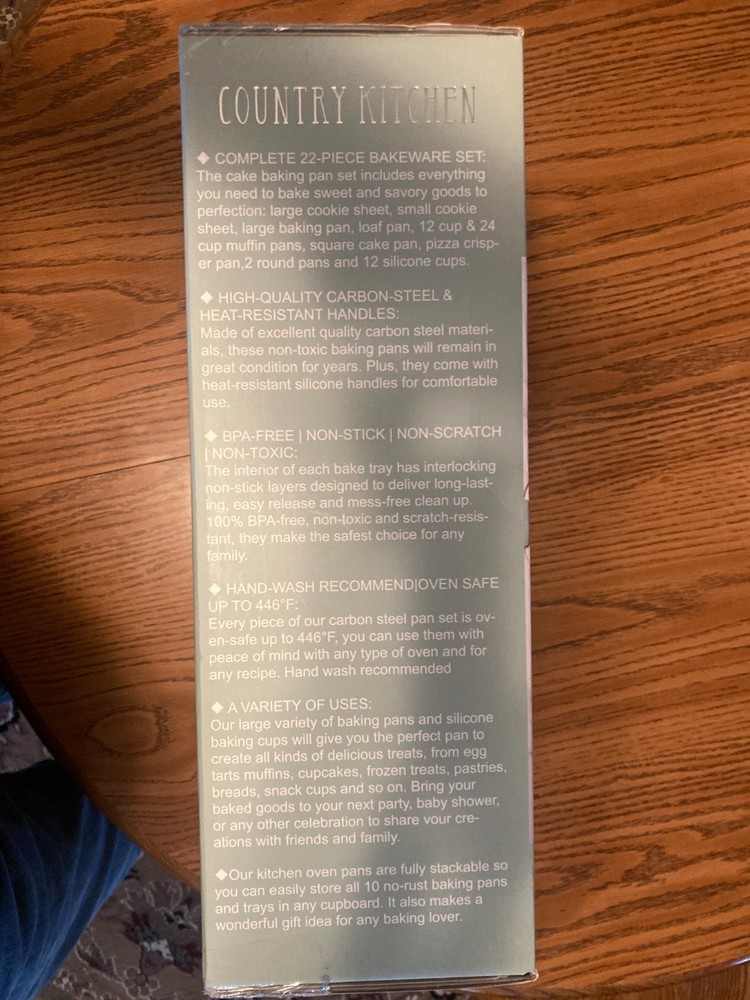 COUNTRY KITCHEN
◆ COMPLETE 22-PIECE BAKEWARE SET:
The cake baking pan set includes everything
you need to bake sweet and savory goods to
perfection: large cookie sheet, small cookie
sheet, large baking pan, loaf pan, 12 cup & 24
cup muffin pans, square cake pan, pizza crisp-
er pan,2 round pans and 12 silicone cups.
◆ HIGH-QUALITY CARBON-STEEL &
HEAT-RESISTANT HANDLES:
Made of excellent quality carbon steel materi-
als, these non-toxic baking pans will remain in
great condition for years. Plus, they come with
heat-resistant silicone handles for comfortable
use.
◆ BPA-FREE | NON-STICK | NON-SCRATCH
| NON-TOXIC:
The interior of each bake tray has interlocking
non-stick layers designed to deliver long-last-
ing, easy release and mess-free clean up.
100% BPA-free, non-toxic and scratch-resis-
tant, they make the safest choice for any
family.
◆ HAND-WASH RECOMMEND|OVEN SAFE
UP TO 446°F:
Every piece of our carbon steel pan set is ov-
en-safe up to 446°F, you can use them with
peace of mind with any type of oven and for
any recipe. Hand wash recommended
◆ A VARIETY OF USES:
Our large variety of baking pans and silicone
baking cups will give you the perfect pan to
create all kinds of delicious treats, from egg
tarts muffins, cupcakes, frozen treats, pastries,
breads, snack cups and so on. Bring your
baked goods to your next party, baby shower,
or any other celebration to share vour cre-
ations with friends and family.
◆Our kitchen oven pans are fully stackable so
you can easily store all 10 no-rust baking pans
and trays in any cupboard. It also makes a
wonderful gift idea for any baking lover.